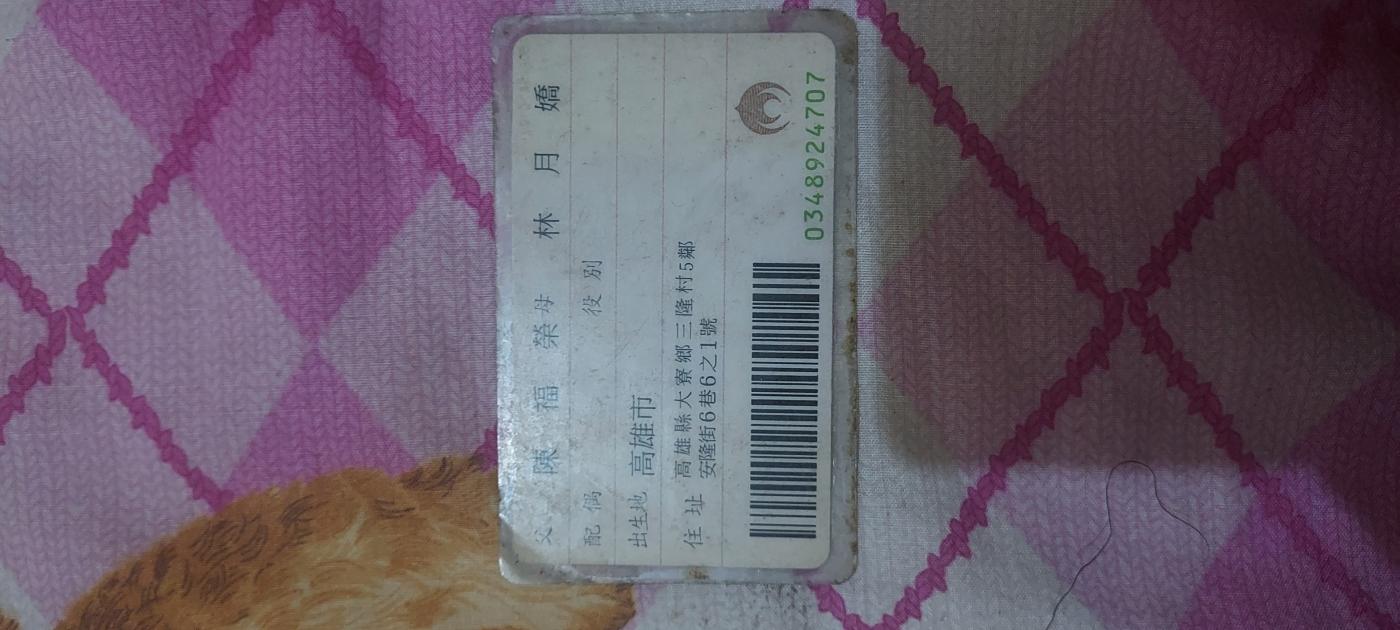 父 陳福榮 母 林月嬌
配偶 役別
出生地 高雄市
住址 高雄縣大寮鄉三隆村5鄰
安隆街6巷6之1號
0348924707